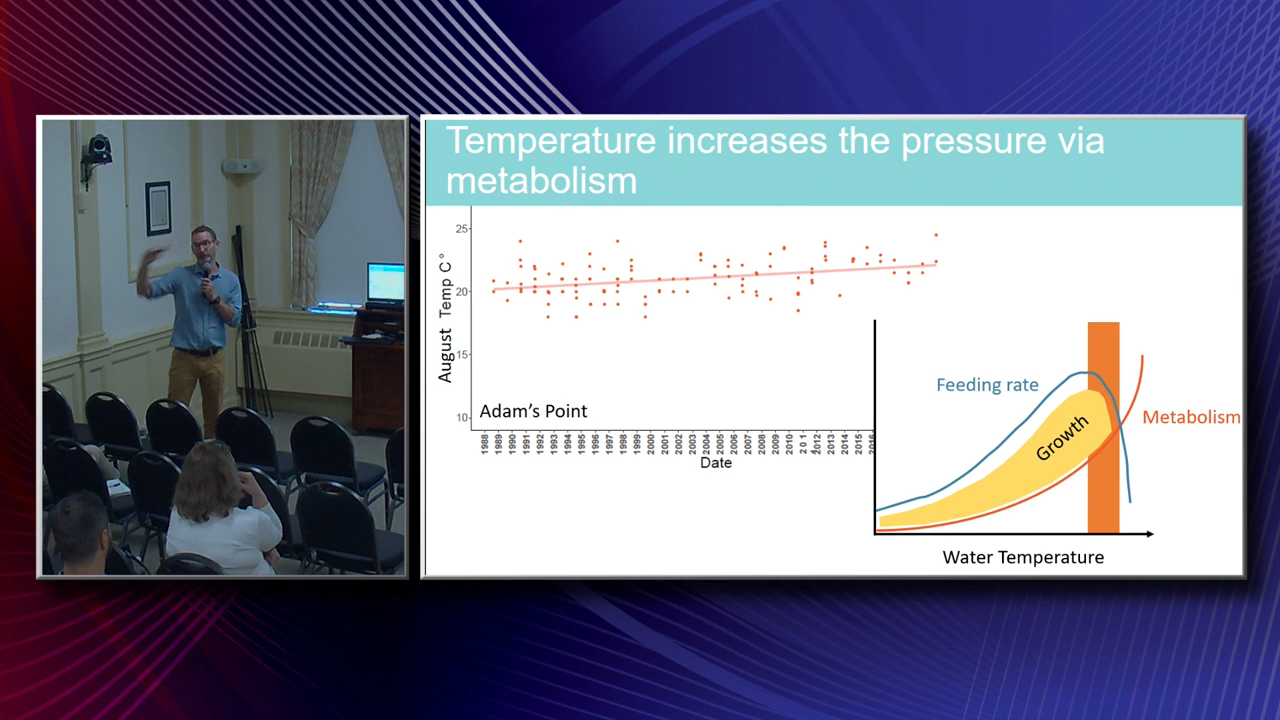 Temperature increases the pressure via
metabolism
25
20
15
10
August Temp C°
Adam's Point
1988 1989 1990 1991 1992 1993 1994 1995 1996 1997 1998 1999 2000 2001 2002 2003 2004 2005 2006 2007 2008 2009 2010 201 2012 2013 2014 2015
Date
Feeding rate
Growth
Metabolism
Water Temperature